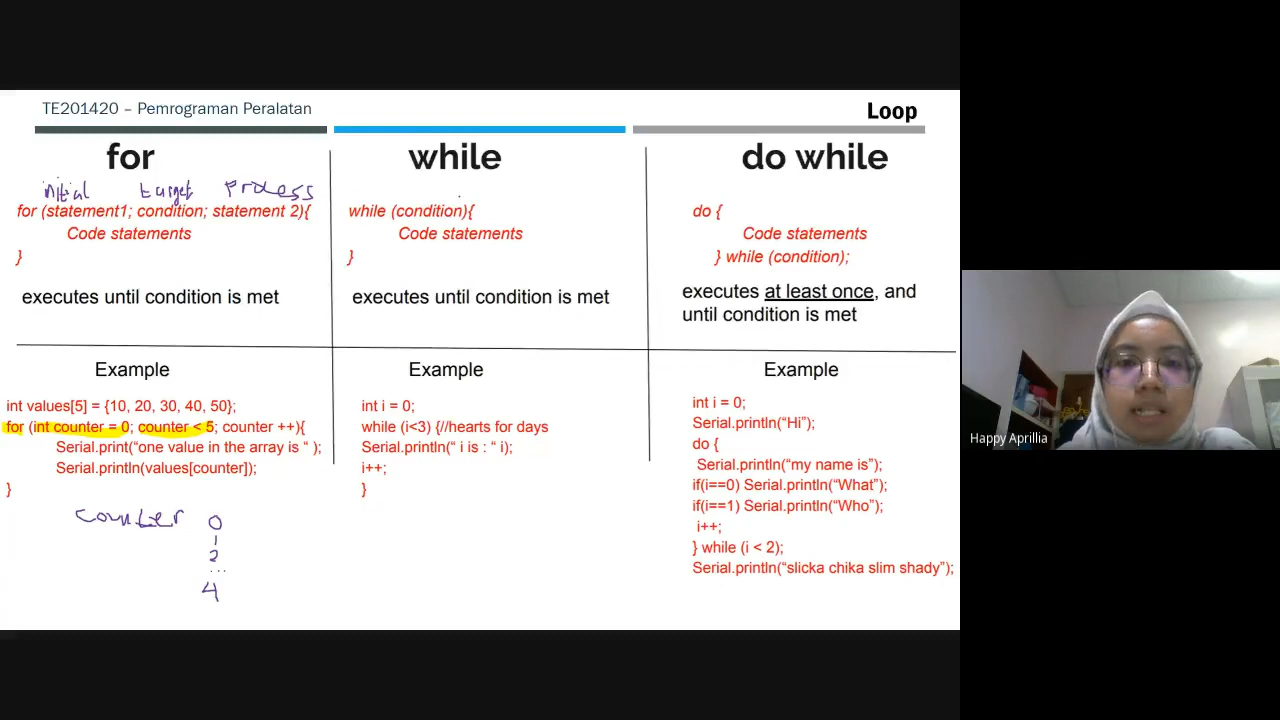 TE201420 – Pemrograman Peralatan
Loop
for
initial target process
for (statement1; condition; statement 2){
Code statements
}
executes until condition is met
Example
int values[5] = {10, 20, 30, 40, 50};
for (int counter = 0; counter < 5; counter ++){
Serial.print(“one value in the array is “ );
Serial.println(values[counter]);
}
counter 0
1
2
...
4
while
while (condition){
Code statements
}
executes until condition is met
Example
int i = 0;
while (i<3) {//hearts for days
Serial.println(“ i is : “ i);
i++;
}
do while
do {
Code statements
} while (condition);
executes at least once, and
until condition is met
Example
int i = 0;
Serial.println(“Hi”);
do {
Serial.println(“my name is”);
if(i==0) Serial.println(“What”);
if(i==1) Serial.println(“Who”);
i++;
} while (i < 2);
Serial.println(“slicka chika slim shady”);
Happy Aprillia